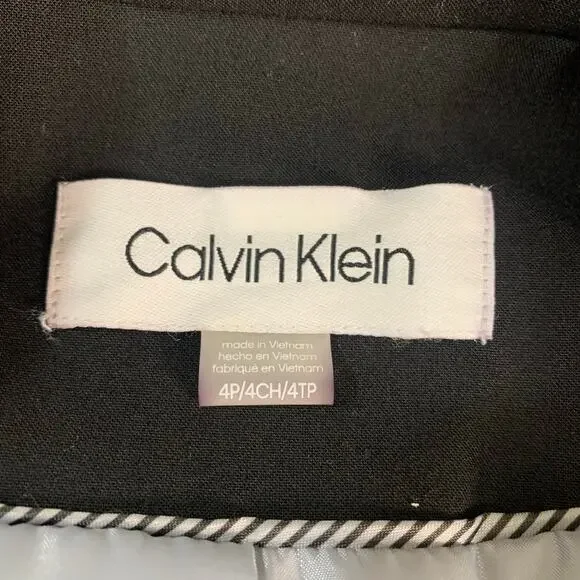 Calvin Klein
made in Vietnam
hecho en Vietnam
fabriqué en Vietnam
4P/4CH/4TP